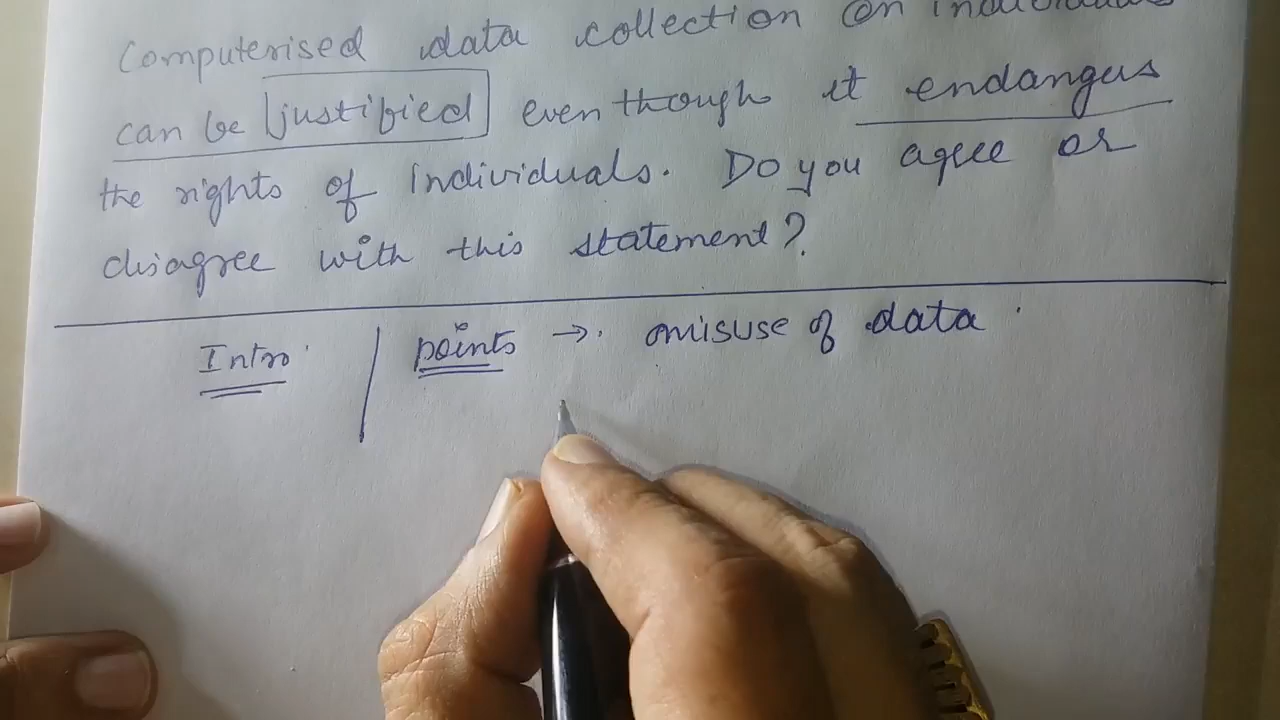 Computerised data collection on individuals
can be justified even though it endangers
the rights of individuals. Do you agree or
disagree with this statement?
Intro. points → misuse of data.